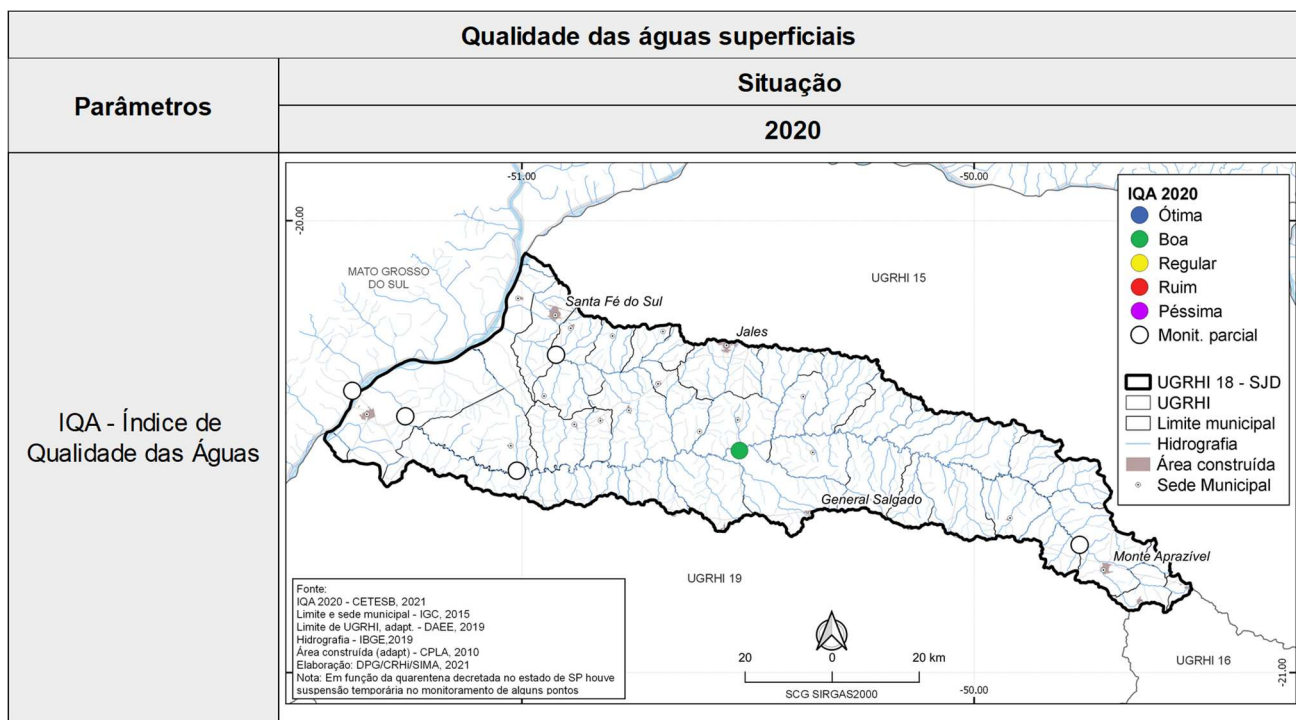 Qualidade das águas superficiais
Parâmetros
Situação
2020
IQA - Índice de
Qualidade das Águas
-51.00
-50.00
-20.00
MATO GROSSO
DO SUL
UGRHI 15
Santa Fé do Sul
Jales
General Salgado
Monte Aprazível
UGRHI 19
UGRHI 16
IQA 2020
Ótima
Boa
Regular
Ruim
Péssima
Monit. parcial
UGRHI 18 - SJD
UGRHI
Limite municipal
Hidrografia
Área construída
Sede Municipal
Fonte:
IQA 2020 - CETESB, 2021
Limite e sede municipal - IGC, 2015
Limite de UGRHI, adapt. - DAEE, 2019
Hidrografia - IBGE,2019
Área construída (adapt) - CPLA, 2010
Elaboração: DPG/CRHi/SIMA, 2021
Nota: Em função da quarentena decretada no estado de SP houve
suspensão temporária no monitoramento de alguns pontos
20 0 20 km
SCG SIRGAS2000
-50.00
-21.00